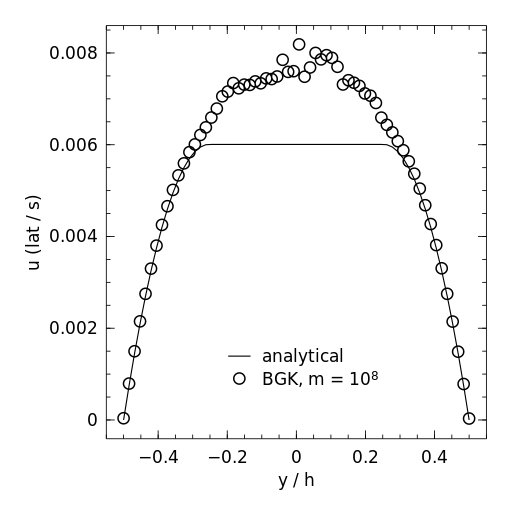 0.008
0.006
0.004
0.002
0
u (lat / s)
analytical
BGK, m = 10⁸
−0.4 −0.2 0 0.2 0.4
y / h